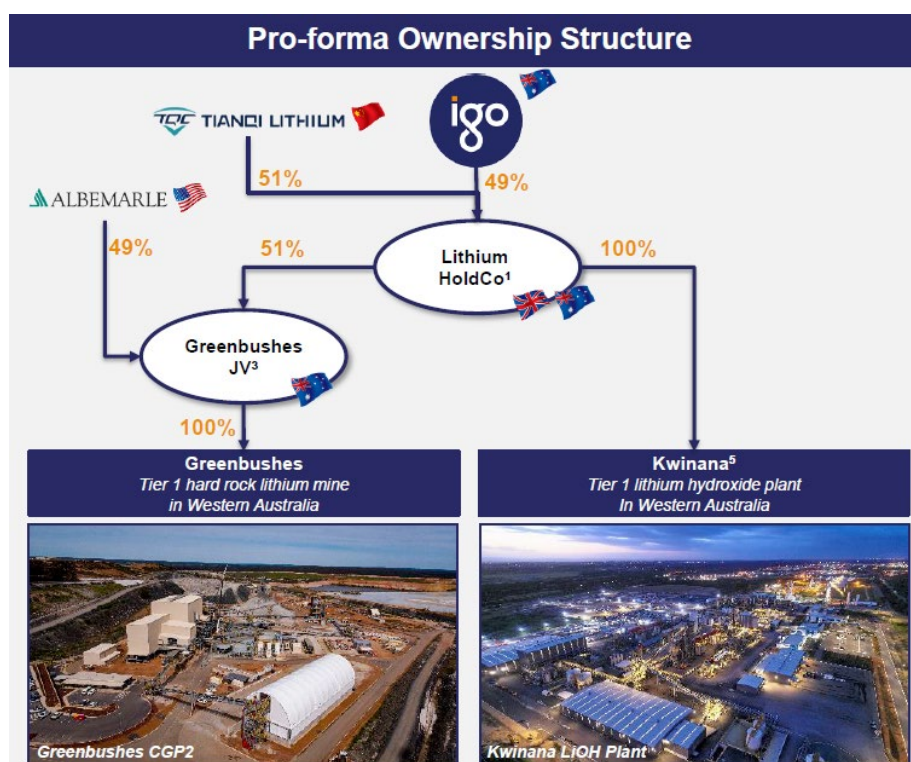 Pro-forma Ownership Structure
TQC TIANQI LITHIUM
igo
51%
49%
ALBEMARLE
49%
51%
Lithium
HoldCo¹
100%
Greenbushes
JV³
100%
Greenbushes
Tier 1 hard rock lithium mine
in Western Australia
Kwinana⁵
Tier 1 lithium hydroxide plant
In Western Australia
Greenbushes CGP2
Kwinana LiOH Plant